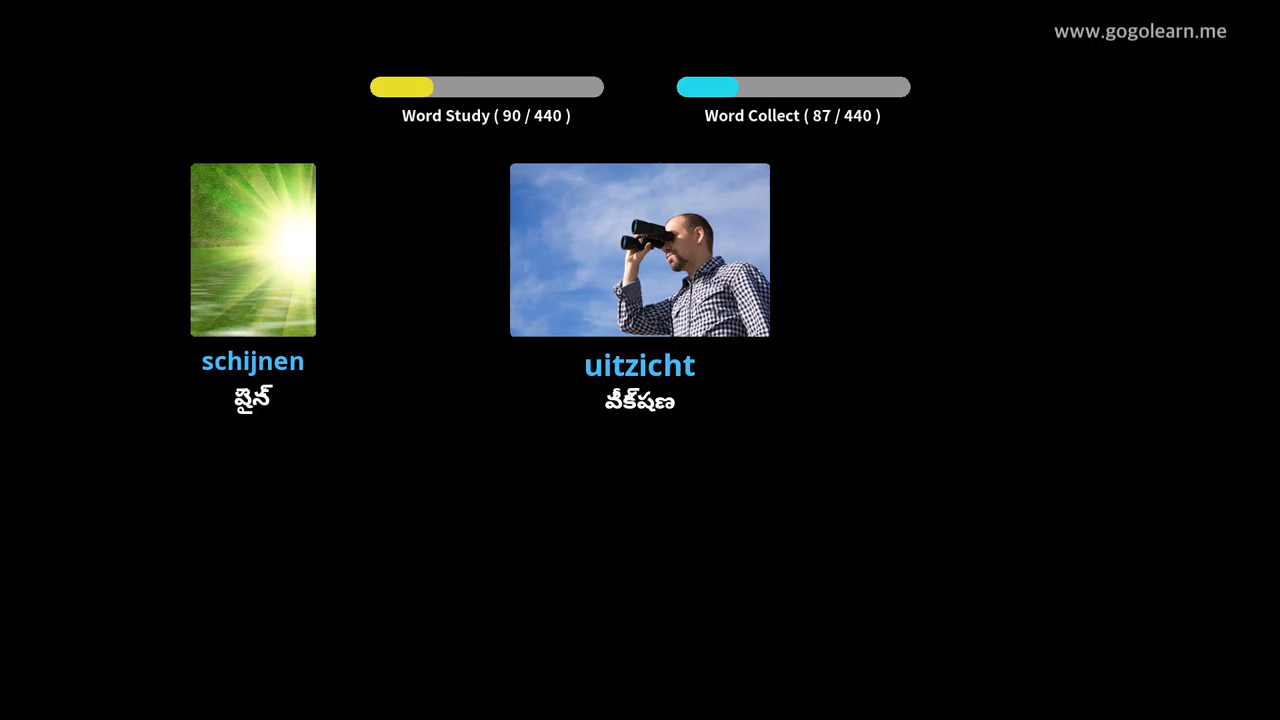 www.gogolearn.me
Word Study ( 90 / 440 )
Word Collect ( 87 / 440 )
schijnen
షైన్
uitzicht
వీక్షణ